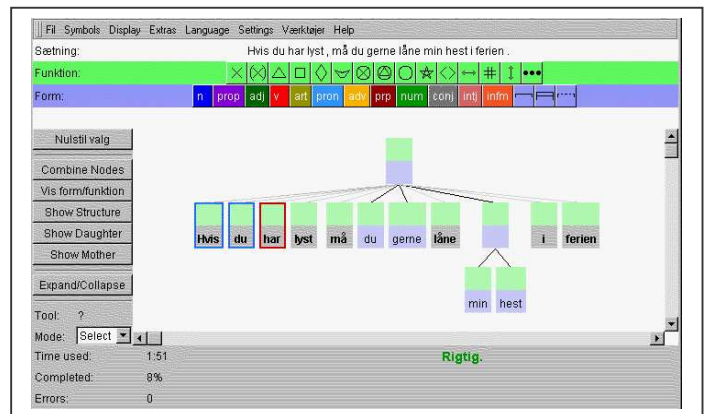 Fil Symbols Display Extras Language Settings Værktøjer Help
Sætning: Hvis du har lyst , må du gerne låne min hest i ferien .
Funktion:
Form: n prop adj v art pron adv prp num conj intj infm
Nulstil valg
Combine Nodes
Vis form/funktion
Show Structure
Show Daughter
Show Mother
Expand/Collapse
Tool: ?
Mode: Select
Hvis du har lyst må du gerne låne i ferien
min hest
Time used: 1:51
Rigtig.
Completed: 8%
Errors: 0